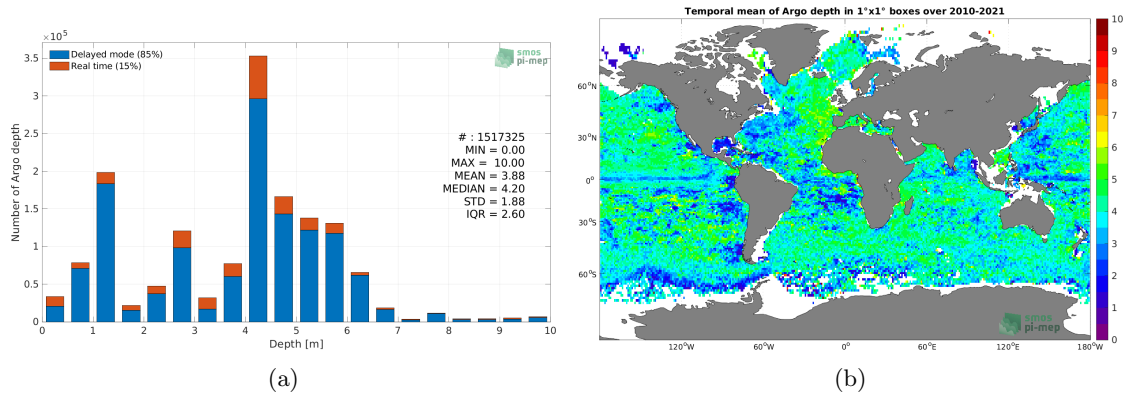 ×10⁵
Delayed mode (85%)
Real time (15%)
smos
pi-mep
3.5
3
2.5
2
1.5
1
0.5
0
Number of Argo depth
# : 1517325
MIN = 0.00
MAX = 10.00
MEAN = 3.88
MEDIAN = 4.20
STD = 1.88
IQR = 2.60
0 1 2 3 4 5 6 7 8 9 10
Depth [m]
(a)
Temporal mean of Argo depth in 1°x1° boxes over 2010-2021
60°N
30°N
0°
30°S
60°S
120°W 60°W 0° 60°E 120°E 180°W
smos
pi-mep
10
9
8
7
6
5
4
3
2
1
0
(b)